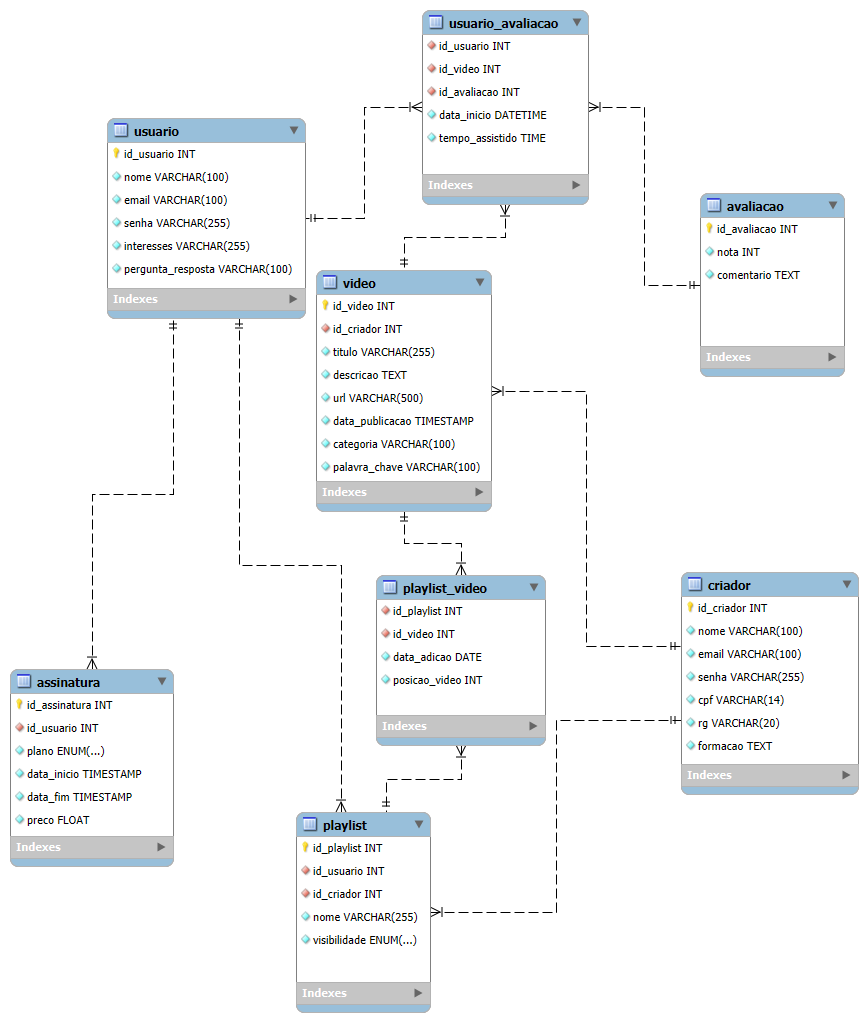 usuario_avaliacao
id_usuario INT
id_video INT
id_avaliacao INT
data_inicio DATETIME
tempo_assistido TIME
Indexes
usuario
id_usuario INT
nome VARCHAR(100)
email VARCHAR(100)
senha VARCHAR(255)
interesses VARCHAR(255)
pergunta_resposta VARCHAR(100)
Indexes
avaliacao
id_avaliacao INT
nota INT
comentario TEXT
Indexes
video
id_video INT
id_criador INT
titulo VARCHAR(255)
descricao TEXT
url VARCHAR(500)
data_publicacao TIMESTAMP
categoria VARCHAR(100)
palavra_chave VARCHAR(100)
Indexes
playlist_video
id_playlist INT
id_video INT
data_adicao DATE
posicao_video INT
Indexes
criador
id_criador INT
nome VARCHAR(100)
email VARCHAR(100)
senha VARCHAR(255)
cpf VARCHAR(14)
rg VARCHAR(20)
formacao TEXT
Indexes
assinatura
id_assinatura INT
id_usuario INT
plano ENUM(...)
data_inicio TIMESTAMP
data_fim TIMESTAMP
preco FLOAT
Indexes
playlist
id_playlist INT
id_usuario INT
id_criador INT
nome VARCHAR(255)
visibilidade ENUM(...)
Indexes